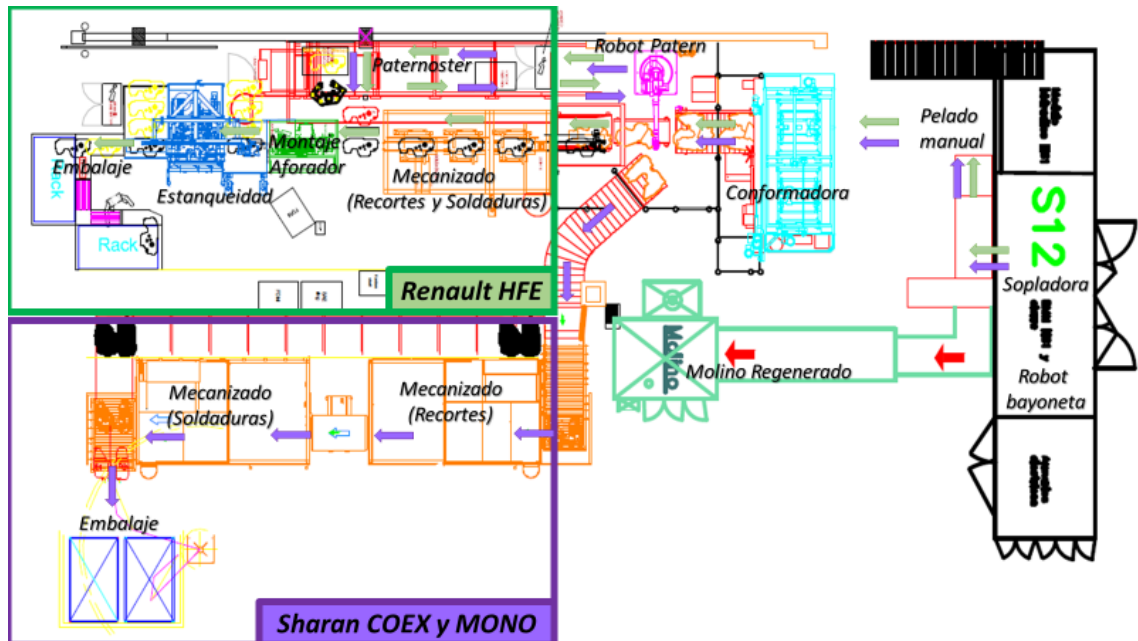 Robot Patern
Paternoster
Pelado
manual
Montaje
Aforador
Embalaje
Estanqueidad
Mecanizado
(Recortes y Soldaduras)
Conformadora
Rack
Rack
S12
Sopladora
Renault HFE
Molino
Molino Regenerado
Robot
bayoneta
Mecanizado
(Soldaduras)
Mecanizado
(Recortes)
Embalaje
Sharan COEX y MONO